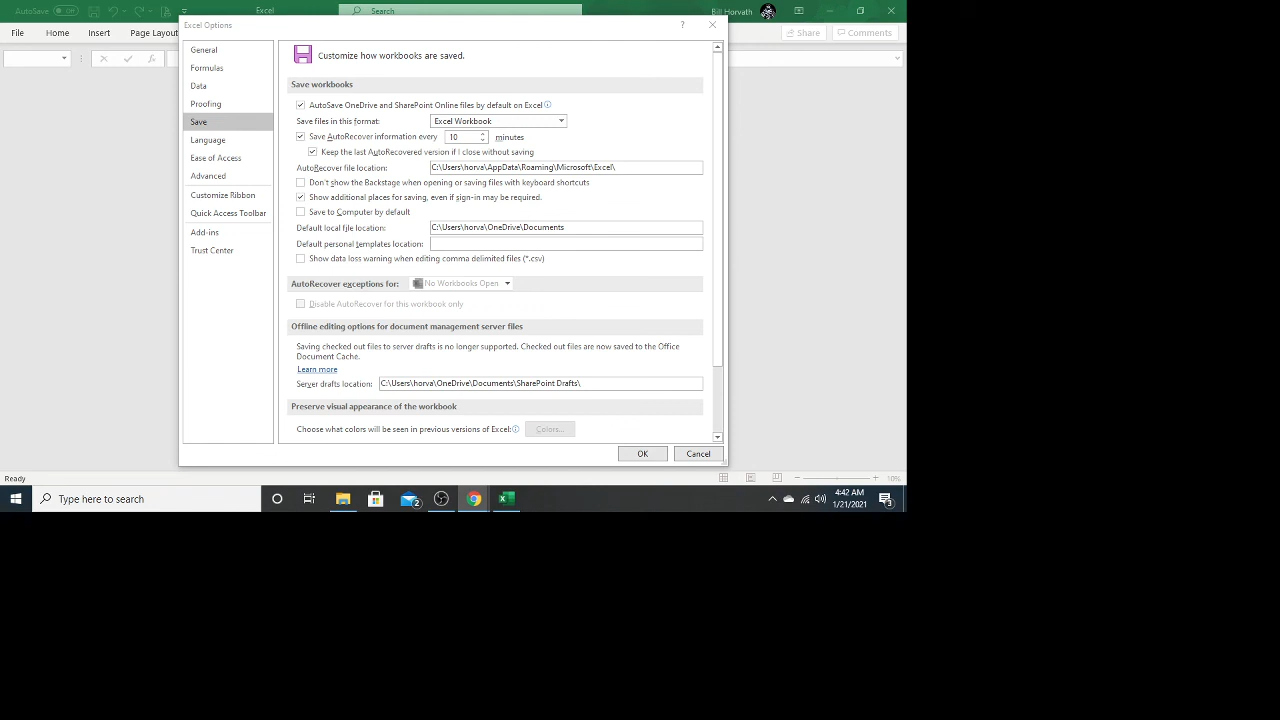 AutoSave Off Excel Search Bill Horvath
Excel Options ?
File Home Insert Page Layout Share Comments
General
Formulas
Data
Proofing
Save
Language
Ease of Access
Advanced
Customize Ribbon
Quick Access Toolbar
Add-ins
Trust Center
Customize how workbooks are saved.
Save workbooks
AutoSave OneDrive and SharePoint Online files by default on Excel
Save files in this format: Excel Workbook
Save AutoRecover information every 10 minutes
Keep the last AutoRecovered version if I close without saving
AutoRecover file location: C:\Users\horva\AppData\Roaming\Microsoft\Excel\
Don't show the Backstage when opening or saving files with keyboard shortcuts
Show additional places for saving, even if sign-in may be required.
Save to Computer by default
Default local file location: C:\Users\horva\OneDrive\Documents
Default personal templates location:
Show data loss warning when editing comma delimited files (*.csv)
AutoRecover exceptions for: No Workbooks Open
Disable AutoRecover for this workbook only
Offline editing options for document management server files
Saving checked out files to server drafts is no longer supported. Checked out files are now saved to the Office
Document Cache.
Learn more
Server drafts location: C:\Users\horva\OneDrive\Documents\SharePoint Drafts\
Preserve visual appearance of the workbook
Choose what colors will be seen in previous versions of Excel: Colors...
OK Cancel
Ready 10%
Type here to search 2 4:42 AM
1/21/2021 3